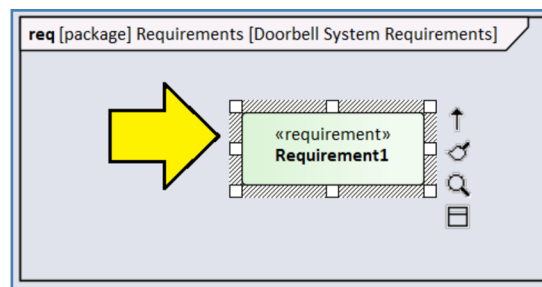 req [package] Requirements [Doorbell System Requirements]
«requirement»
Requirement1